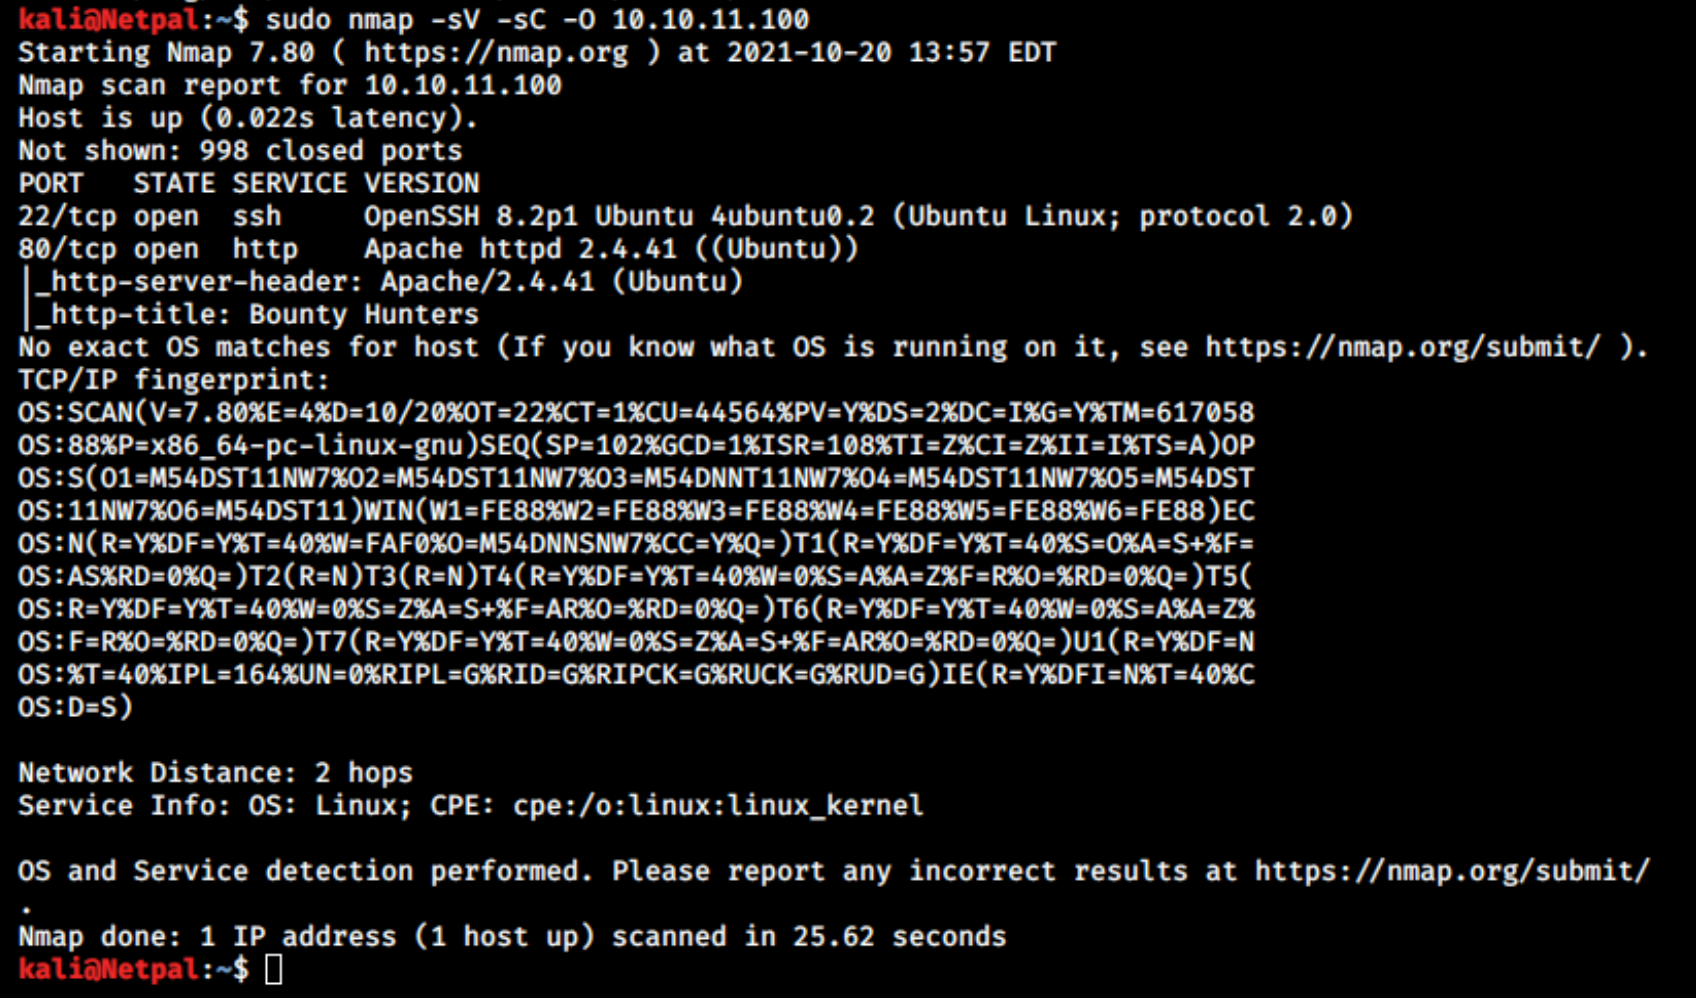 kali@Netpal:~$ sudo nmap -sV -sC -O 10.10.11.100
Starting Nmap 7.80 ( https://nmap.org ) at 2021-10-20 13:57 EDT
Nmap scan report for 10.10.11.100
Host is up (0.022s latency).
Not shown: 998 closed ports
PORT   STATE SERVICE VERSION
22/tcp open  ssh     OpenSSH 8.2p1 Ubuntu 4ubuntu0.2 (Ubuntu Linux; protocol 2.0)
80/tcp open  http    Apache httpd 2.4.41 ((Ubuntu))
|_http-server-header: Apache/2.4.41 (Ubuntu)
|_http-title: Bounty Hunters
No exact OS matches for host (If you know what OS is running on it, see https://nmap.org/submit/ ).
TCP/IP fingerprint:
OS:SCAN(V=7.80%E=4%D=10/20%OT=22%CT=1%CU=44564%PV=Y%DS=2%DC=I%G=Y%TM=617058
OS:88%P=x86_64-pc-linux-gnu)SEQ(SP=102%GCD=1%ISR=108%TI=Z%CI=Z%II=I%TS=A)OP
OS:S(O1=M54DST11NW7%O2=M54DST11NW7%O3=M54DNNT11NW7%O4=M54DST11NW7%O5=M54DST
OS:11NW7%O6=M54DST11)WIN(W1=FE88%W2=FE88%W3=FE88%W4=FE88%W5=FE88%W6=FE88)EC
OS:N(R=Y%DF=Y%T=40%W=FAF0%O=M54DNNSNW7%CC=Y%Q=)T1(R=Y%DF=Y%T=40%S=O%A=S+%F=
OS:AS%RD=0%Q=)T2(R=N)T3(R=N)T4(R=Y%DF=Y%T=40%W=0%S=A%A=Z%F=R%O=%RD=0%Q=)T5(
OS:R=Y%DF=Y%T=40%W=0%S=Z%A=S+%F=AR%O=%RD=0%Q=)T6(R=Y%DF=Y%T=40%W=0%S=A%A=Z%
OS:F=R%O=%RD=0%Q=)T7(R=Y%DF=Y%T=40%W=0%S=Z%A=S+%F=AR%O=%RD=0%Q=)U1(R=Y%DF=N
OS:%T=40%IPL=164%UN=0%RIPL=G%RID=G%RIPCK=G%RUCK=G%RUD=G)IE(R=Y%DFI=N%T=40%C
OS:D=S)
Network Distance: 2 hops
Service Info: OS: Linux; CPE: cpe:/o:linux:linux_kernel
OS and Service detection performed. Please report any incorrect results at https://nmap.org/submit/
.
Nmap done: 1 IP address (1 host up) scanned in 25.62 seconds
kali@Netpal:~$